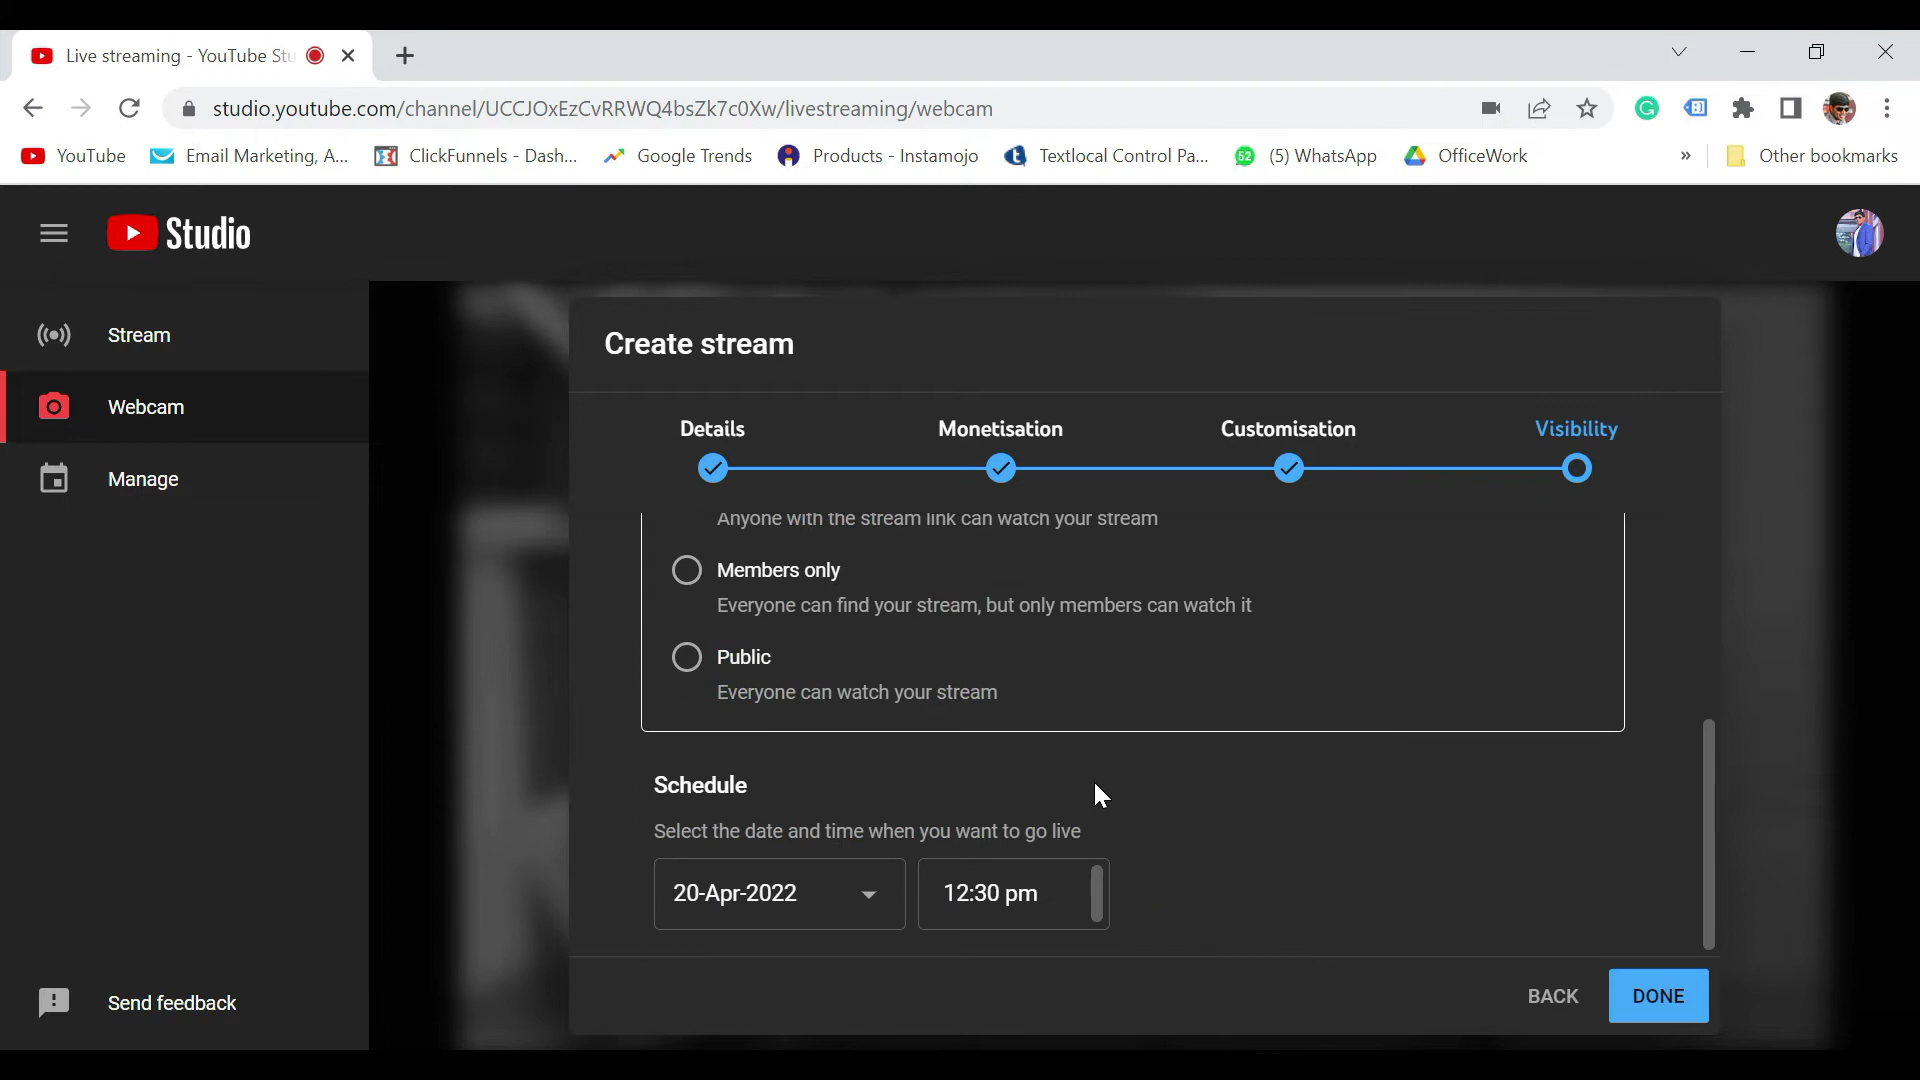 Live streaming - YouTube Stu
studio.youtube.com/channel/UCCJOxEzCvRRWQ4bsZk7c0Xw/livestreaming/webcam
YouTube
Email Marketing, A...
ClickFunnels - Dash...
Google Trends
Products - Instamojo
Textlocal Control Pa...
52
(5) WhatsApp
OfficeWork
»
Other bookmarks
Studio
Stream
Webcam
Manage
Send feedback
Create stream
Details
Monetisation
Customisation
Visibility
Anyone with the stream link can watch your stream
Members only
Everyone can find your stream, but only members can watch it
Public
Everyone can watch your stream
Schedule
Select the date and time when you want to go live
20-Apr-2022
12:30 pm
BACK
DONE